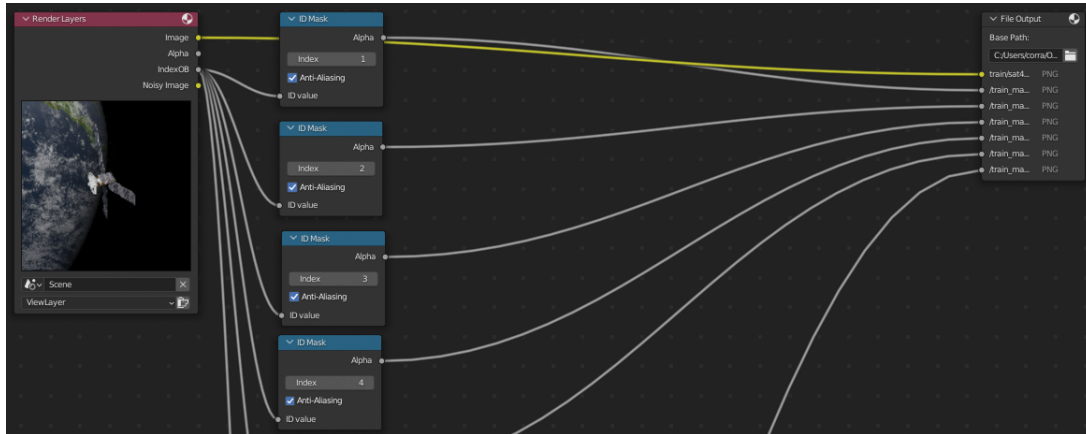 Render Layers
Image
Alpha
IndexOB
Noisy Image
Scene
ViewLayer
ID Mask
Alpha
Index 1
Anti-Aliasing
ID value
ID Mask
Alpha
Index 2
Anti-Aliasing
ID value
ID Mask
Alpha
Index 3
Anti-Aliasing
ID value
ID Mask
Alpha
Index 4
Anti-Aliasing
ID value
File Output
Base Path:
C:/Users/corra/O...
train/sat4... PNG
/train_ma... PNG
/train_ma... PNG
/train_ma... PNG
/train_ma... PNG
/train_ma... PNG
/train_ma... PNG